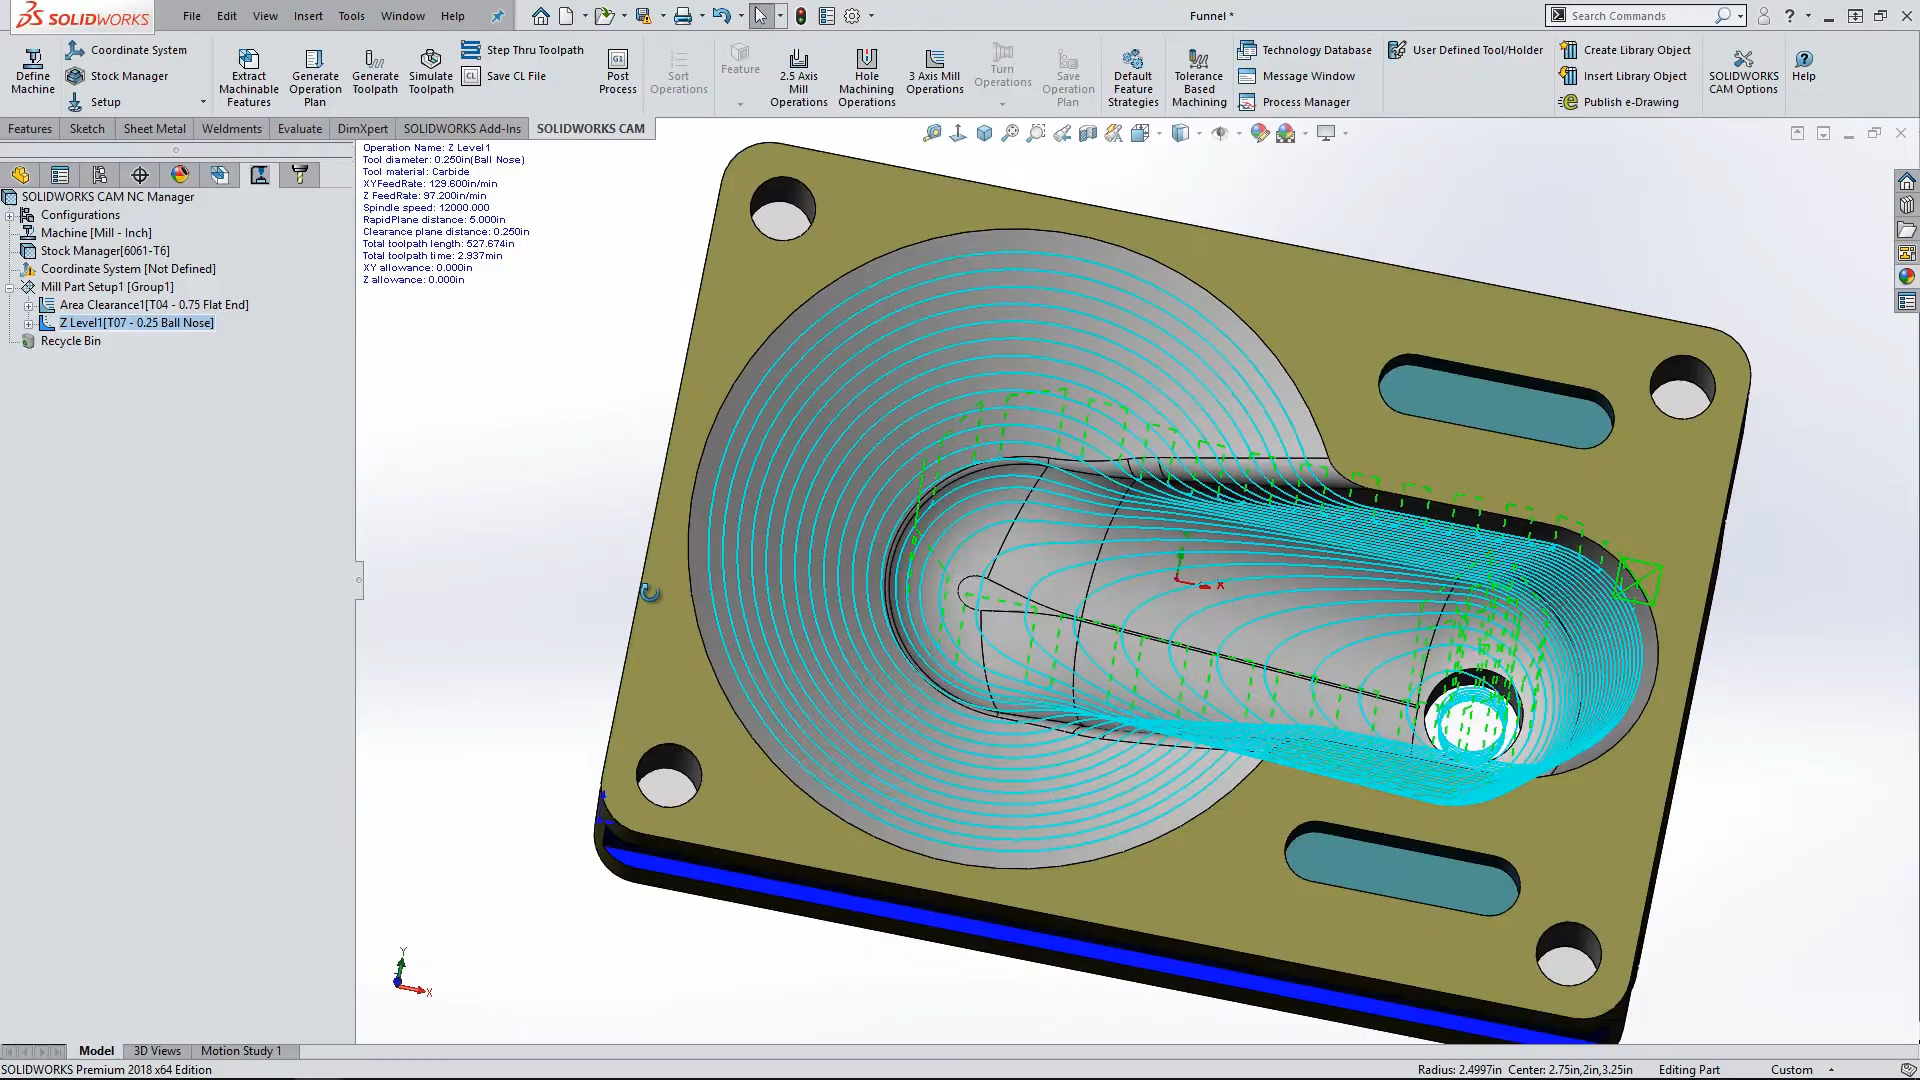 SOLIDWORKS
File Edit View Insert Tools Window Help
Funnel *
Search Commands
Define Machine
Coordinate System
Stock Manager
Setup
Extract Machinable Features
Generate Operation Plan
Generate Toolpath
Simulate Toolpath
Step Thru Toolpath
CL Save CL File
G1
Post Process
Sort Operations
Feature
2.5 Axis Mill Operations
Hole Machining Operations
3 Axis Mill Operations
Turn Operations
Save Operation Plan
Default Feature Strategies
Tolerance Based Machining
Technology Database
Message Window
Process Manager
User Defined Tool/Holder
Create Library Object
Insert Library Object
Publish e-Drawing
SOLIDWORKS CAM Options
Help
Features Sketch Sheet Metal Weldments Evaluate DimXpert SOLIDWORKS Add-Ins SOLIDWORKS CAM
SOLIDWORKS CAM NC Manager
Configurations
Machine [Mill - Inch]
Stock Manager[6061-T6]
Coordinate System [Not Defined]
Mill Part Setup1 [Group1]
Area Clearance1[T04 - 0.75 Flat End]
Z Level1[T07 - 0.25 Ball Nose]
Recycle Bin
Operation Name: Z Level1
Tool diameter: 0.250in(Ball Nose)
Tool material: Carbide
XYFeedRate: 129.600in/min
Z FeedRate: 97.200in/min
Spindle speed: 12000.000
RapidPlane distance: 5.000in
Clearance plane distance: 0.250in
Total toolpath length: 527.674in
Total toolpath time: 2.937min
XY allowance: 0.000in
Z allowance: 0.000in
X
Y
X
Model 3D Views Motion Study 1
SOLIDWORKS Premium 2018 x64 Edition
Radius: 2.4997in Center: 2.75in,2in,3.25in Editing Part Custom